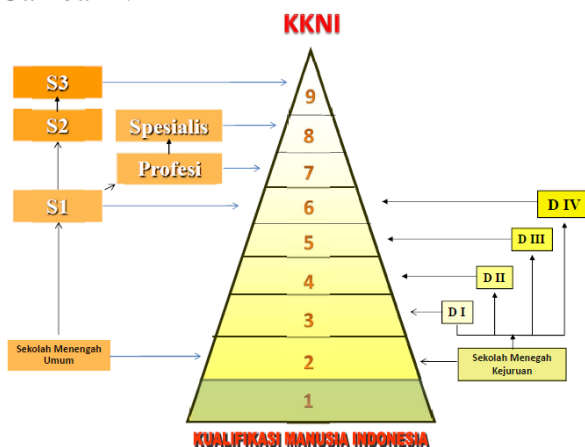 KKNI
S3
S2
Spesialis
Profesi
S1
Sekolah Menengah
Umum
9
8
7
6
5
4
3
2
1
D IV
D III
D II
D I
Sekolah Menegah
Kejuruan
KUALIFIKASI MANUSIA INDONESIA